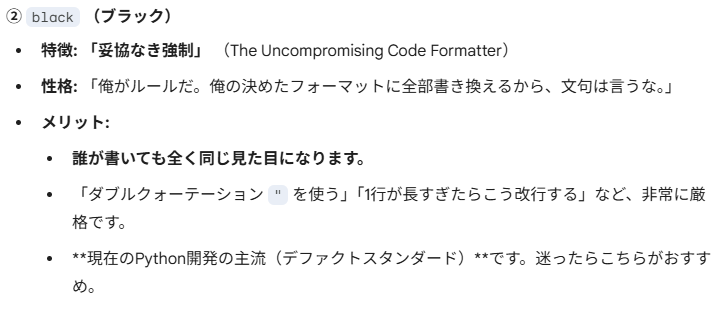 ② black （ブラック）
• 特徴: 「妥協なき強制」 （The Uncompromising Code Formatter）
• 性格: 「俺がルールだ。俺の決めたフォーマットに全部書き換えるから、文句は言うな。」
• メリット:
• 誰が書いても全く同じ見た目になります。
• 「ダブルクォーテーション " を使う」「1行が長すぎたらこう改行する」など、非常に厳
格です。
• **現在のPython開発の主流（デファクトスタンダード）**です。迷ったらこちらがおすす
め。